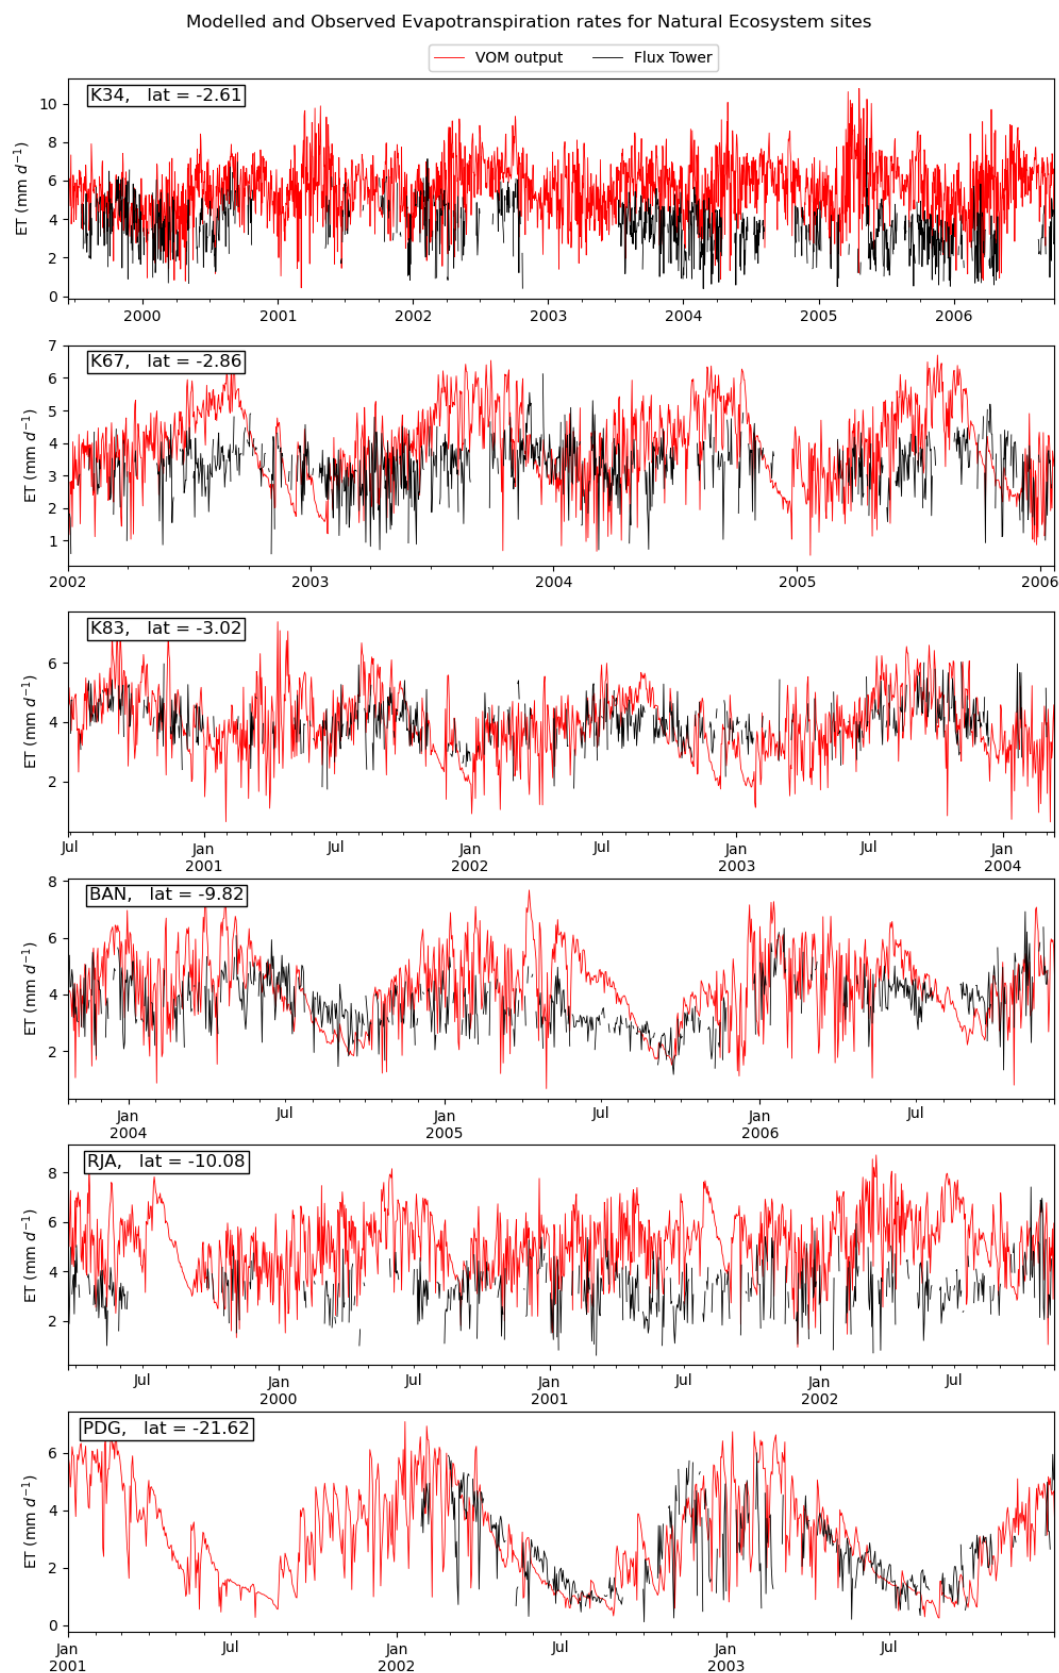 Modelled and Observed Evapotranspiration rates for Natural Ecosystem sites
VOM output Flux Tower
K34, lat = -2.61
ET (mm d⁻¹)
10
8
6
4
2
0
2000 2001 2002 2003 2004 2005 2006
K67, lat = -2.86
ET (mm d⁻¹)
7
6
5
4
3
2
1
2002 2003 2004 2005 2006
K83, lat = -3.02
ET (mm d⁻¹)
6
4
2
Jul Jan Jul Jan Jul Jan Jul Jan
2001 2002 2003 2004
BAN, lat = -9.82
ET (mm d⁻¹)
8
6
4
2
Jan Jul Jan Jul Jan Jul
2004 2005 2006
RJA, lat = -10.08
ET (mm d⁻¹)
8
6
4
2
Jul Jan Jul Jan Jul Jan Jul
2000 2001 2002
PDG, lat = -21.62
ET (mm d⁻¹)
6
4
2
0
Jan Jul Jan Jul Jan Jul
2001 2002 2003